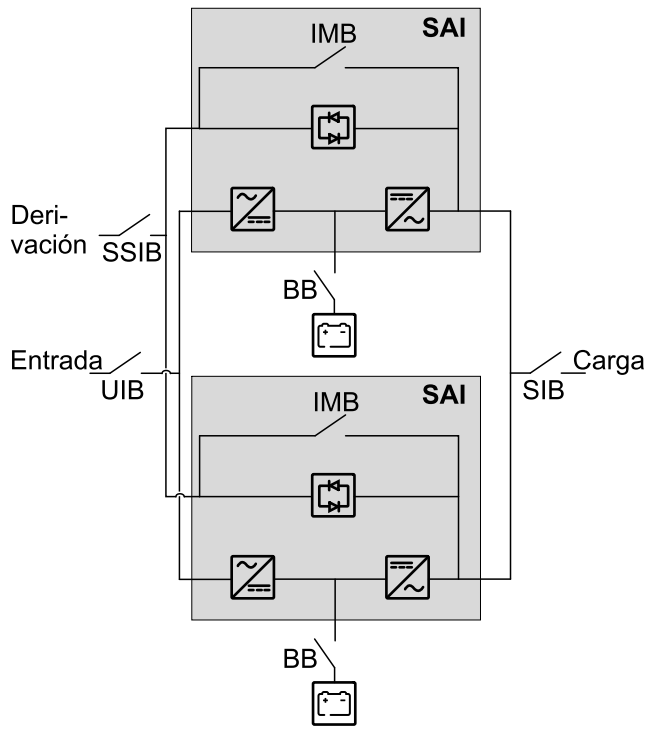 SAI
IMB
Deri-
vación
SSIB
BB
Entrada
UIB
Carga
SIB
SAI
IMB
BB